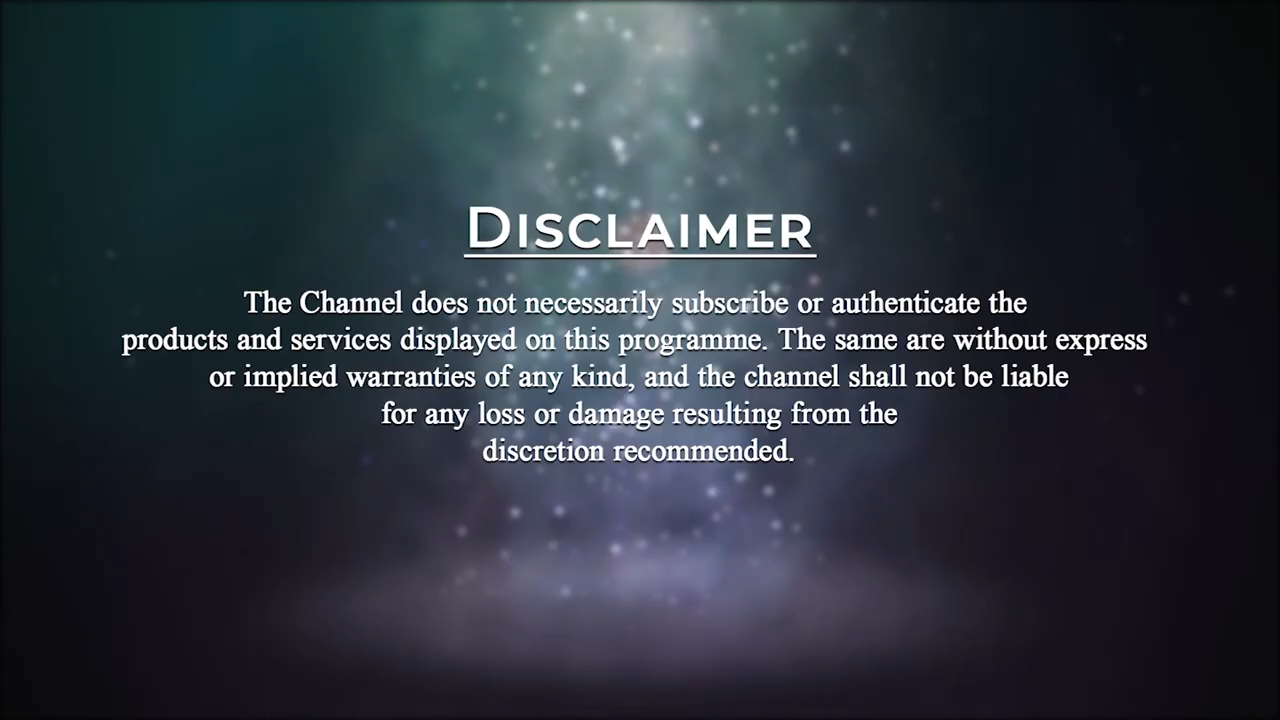 DISCLAIMER
The Channel does not necessarily subscribe or authenticate the
products and services displayed on this programme. The same are without express
or implied warranties of any kind, and the channel shall not be liable
for any loss or damage resulting from the
discretion recommended.